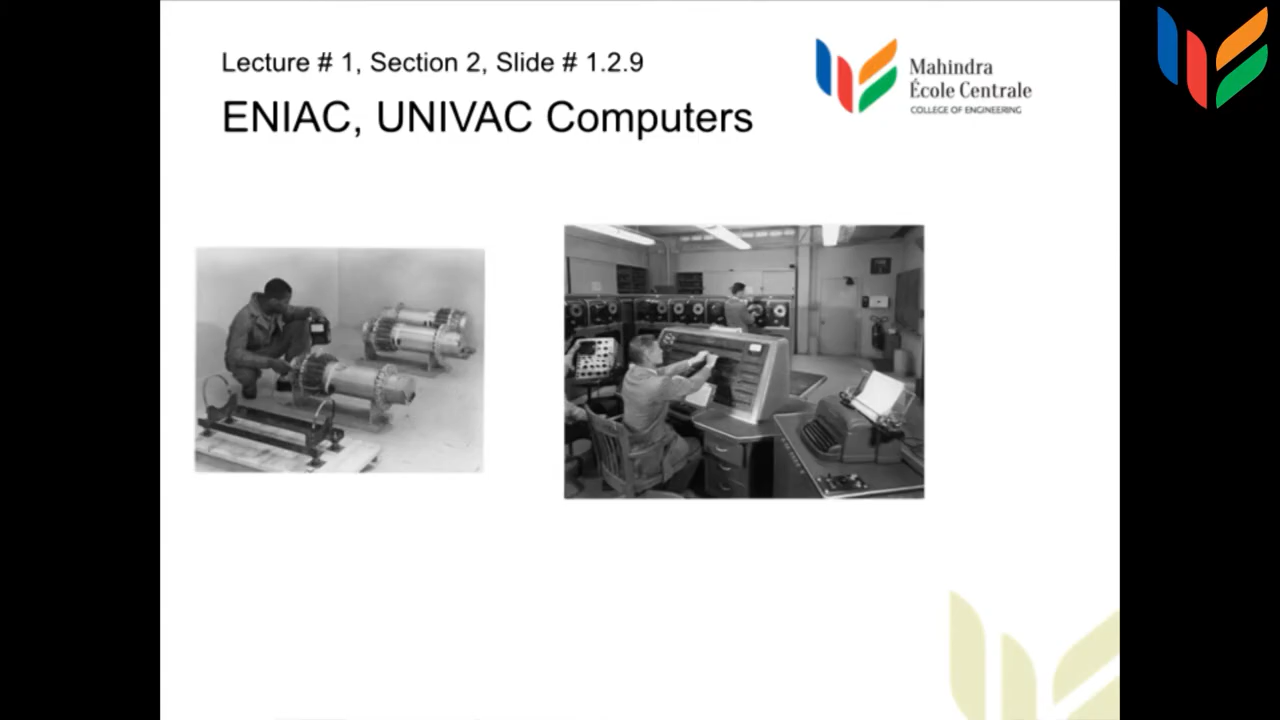 Lecture # 1, Section 2, Slide # 1.2.9
ENIAC, UNIVAC Computers
Mahindra
École Centrale
COLLEGE OF ENGINEERING